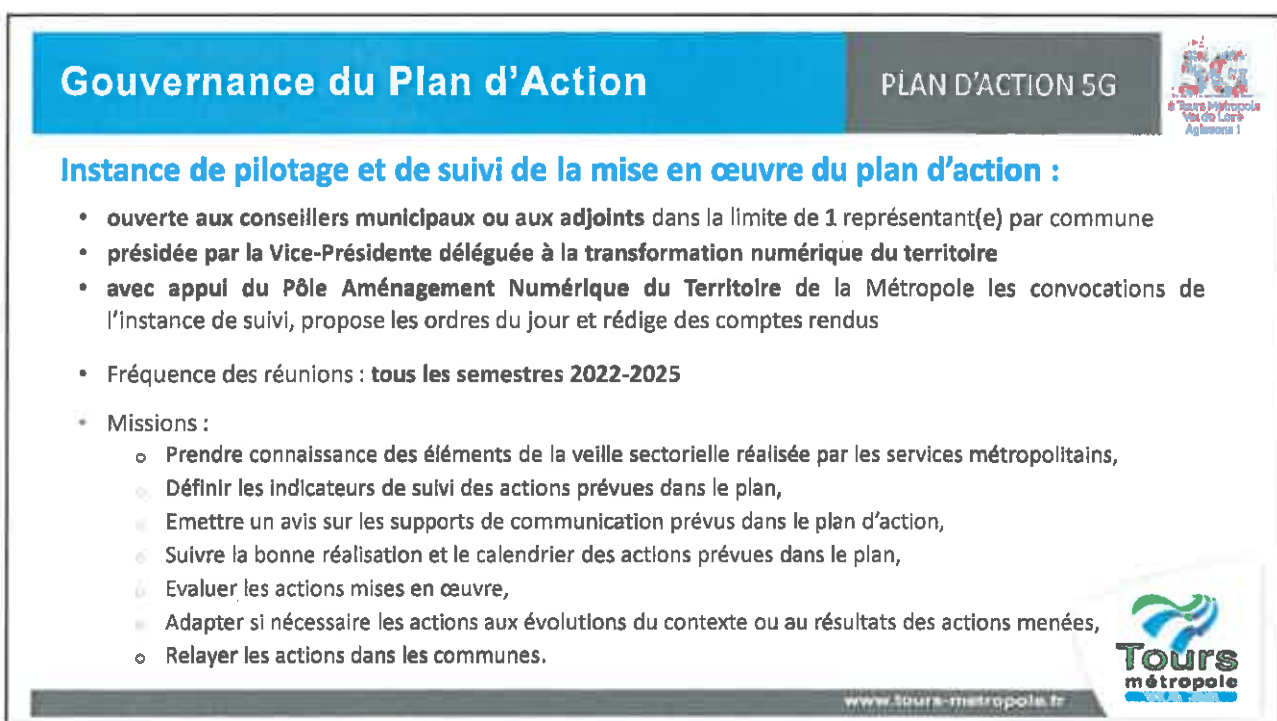 Gouvernance du Plan d'Action
PLAN D'ACTION 5G
5G
à Tours Métropole
Val de Loire
Agissons !
Instance de pilotage et de suivi de la mise en œuvre du plan d'action :
• ouverte aux conseillers municipaux ou aux adjoints dans la limite de 1 représentant(e) par commune
• présidée par la Vice-Présidente déléguée à la transformation numérique du territoire
• avec appui du Pôle Aménagement Numérique du Territoire de la Métropole les convocations de
l'instance de suivi, propose les ordres du jour et rédige des comptes rendus
• Fréquence des réunions : tous les semestres 2022-2025
• Missions :
o Prendre connaissance des éléments de la veille sectorielle réalisée par les services métropolitains,
o Définir les indicateurs de suivi des actions prévues dans le plan,
o Emettre un avis sur les supports de communication prévus dans le plan d'action,
o Suivre la bonne réalisation et le calendrier des actions prévues dans le plan,
o Evaluer les actions mises en œuvre,
o Adapter si nécessaire les actions aux évolutions du contexte ou au résultats des actions menées,
o Relayer les actions dans les communes.
Tours
métropole
www.tours-metropole.fr